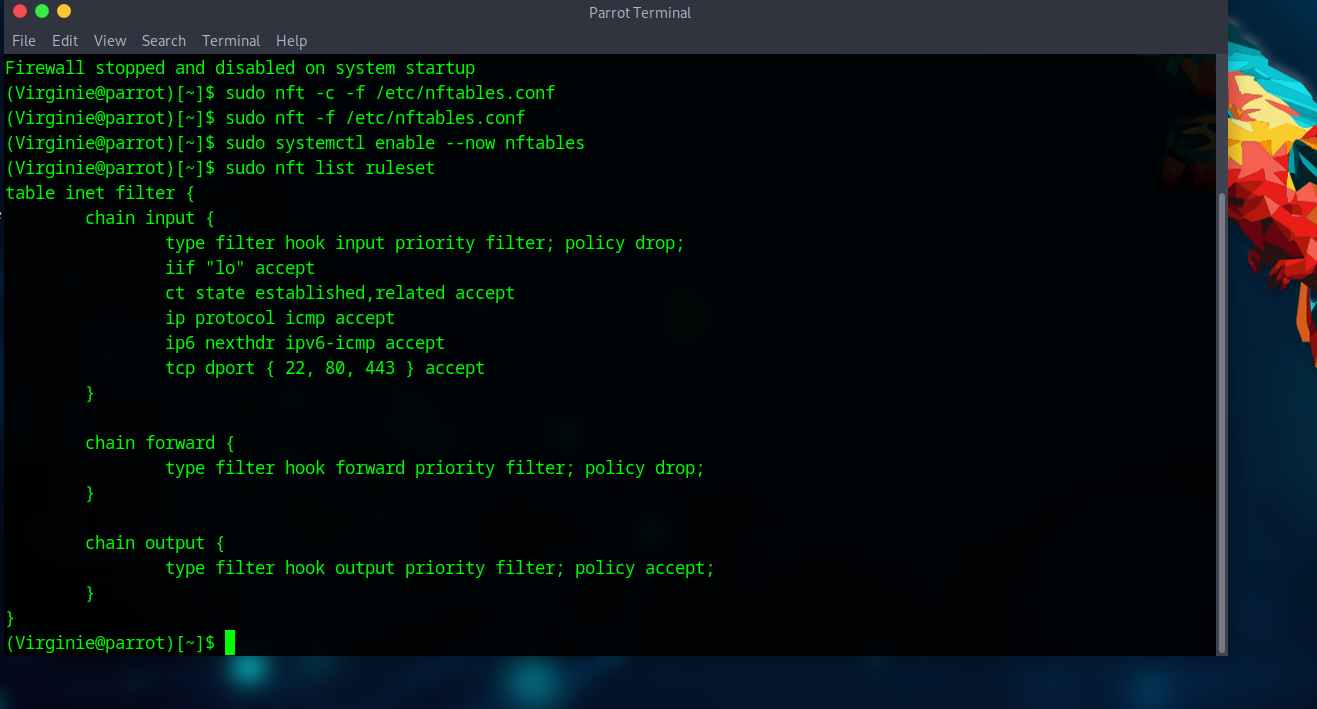 Parrot Terminal
File Edit View Search Terminal Help
Firewall stopped and disabled on system startup
(Virginie@parrot)[~]$ sudo nft -c -f /etc/nftables.conf
(Virginie@parrot)[~]$ sudo nft -f /etc/nftables.conf
(Virginie@parrot)[~]$ sudo systemctl enable --now nftables
(Virginie@parrot)[~]$ sudo nft list ruleset
table inet filter {
        chain input {
                type filter hook input priority filter; policy drop;
                iif "lo" accept
                ct state established,related accept
                ip protocol icmp accept
                ip6 nexthdr ipv6-icmp accept
                tcp dport { 22, 80, 443 } accept
        }

        chain forward {
                type filter hook forward priority filter; policy drop;
        }

        chain output {
                type filter hook output priority filter; policy accept;
        }
}
(Virginie@parrot)[~]$